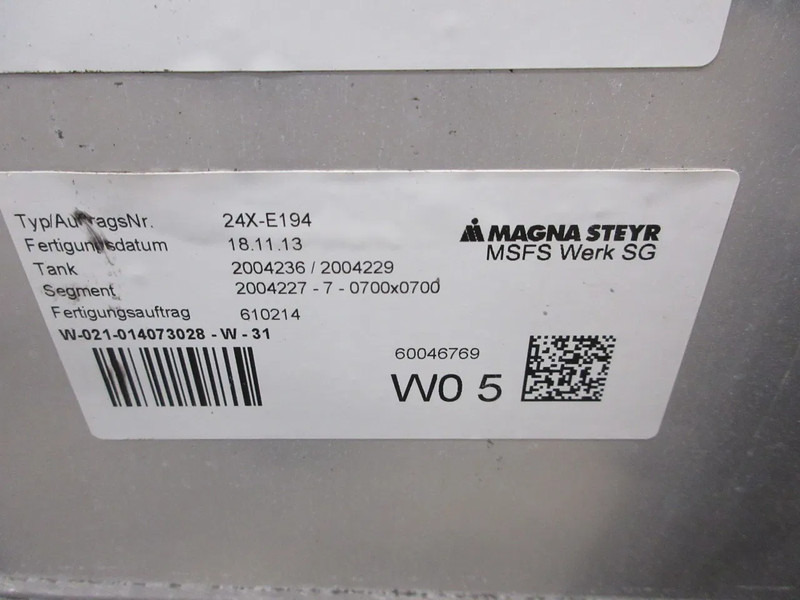 Typ/AuftragsNr. 24X-E194
Fertigungsdatum 18.11.13
Tank 2004236 / 2004229
Segment 2004227 - 7 - 0700x0700
Fertigungsauftrag 610214
W-021-014073028 - W - 31
MAGNA STEYR
MSFS Werk SG
60046769
W0 5